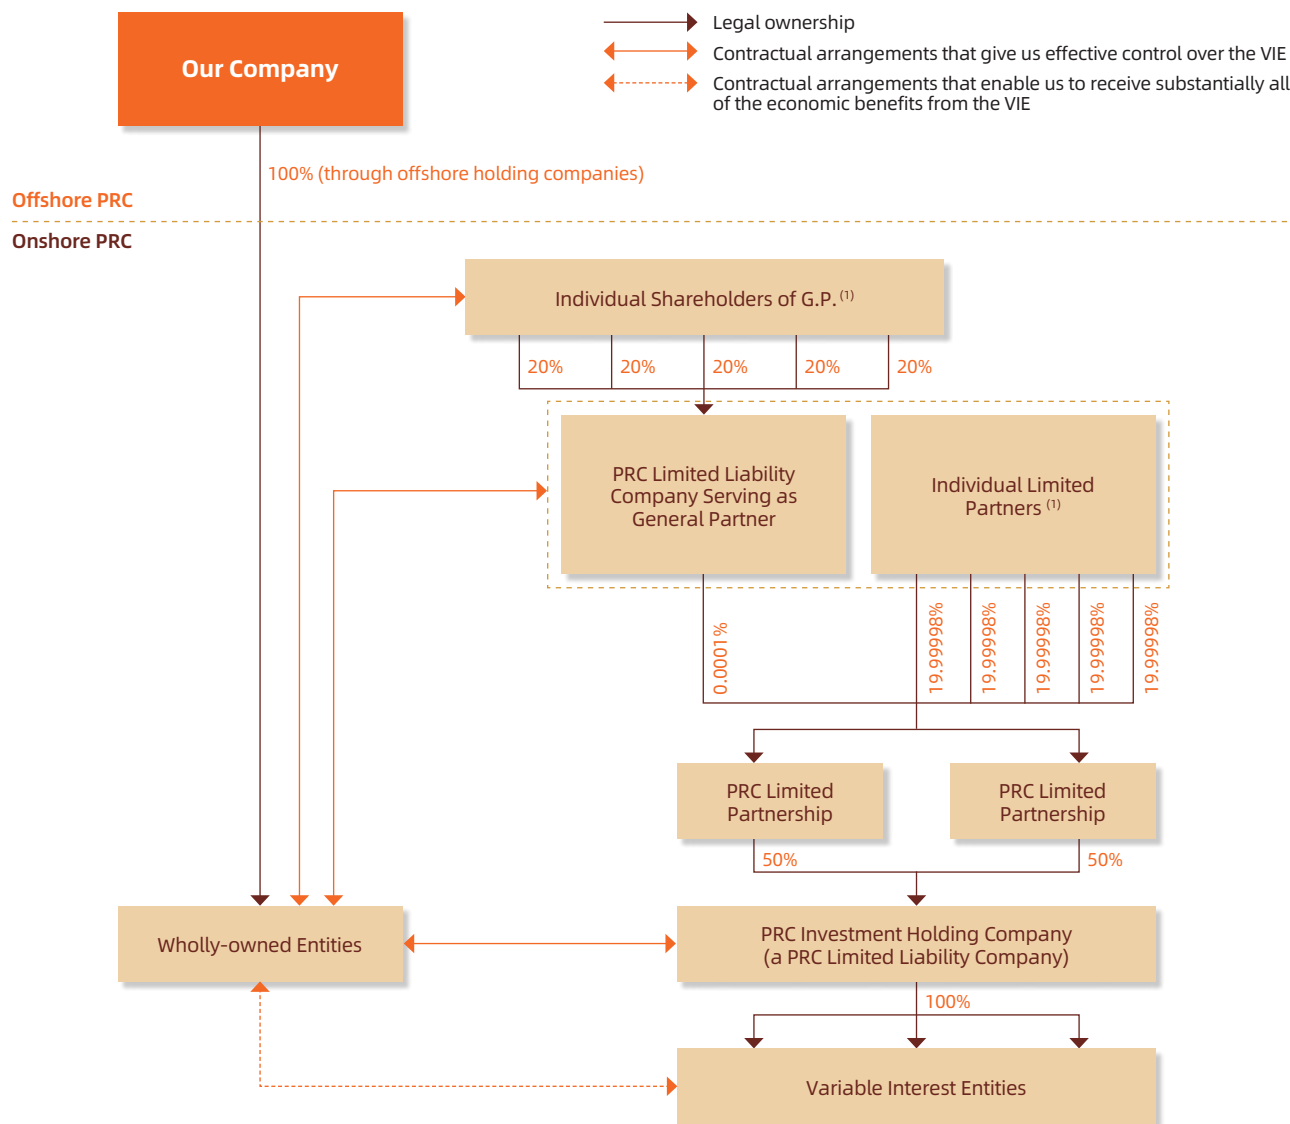 Our Company
Legal ownership
Contractual arrangements that give us effective control over the VIE
Contractual arrangements that enable us to receive substantially all
of the economic benefits from the VIE
100% (through offshore holding companies)
Offshore PRC
Onshore PRC
Individual Shareholders of G.P. (1)
20% 20% 20% 20% 20%
PRC Limited Liability
Company Serving as
General Partner
Individual Limited
Partners (1)
0.0001%
19.99998%
19.99998%
19.99998%
19.99998%
19.99998%
PRC Limited
Partnership
PRC Limited
Partnership
50%
50%
Wholly-owned Entities
PRC Investment Holding Company
(a PRC Limited Liability Company)
100%
Variable Interest Entities